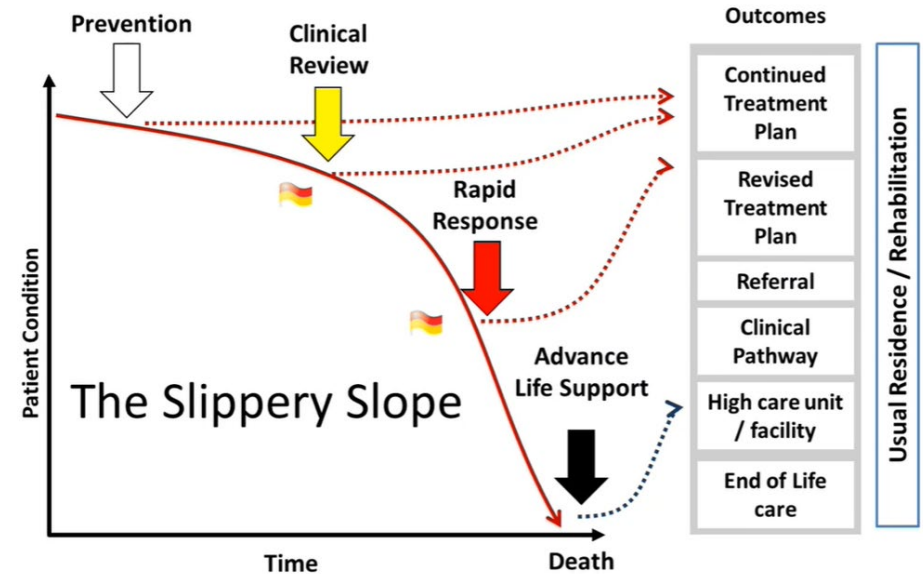 Prevention
Clinical
Review
Rapid
Response
Advance
Life Support
Patient Condition
The Slippery Slope
Time
Death
Outcomes
Continued
Treatment
Plan
Revised
Treatment
Plan
Referral
Clinical
Pathway
High care unit
/ facility
End of Life
care
Usual Residence / Rehabilitation